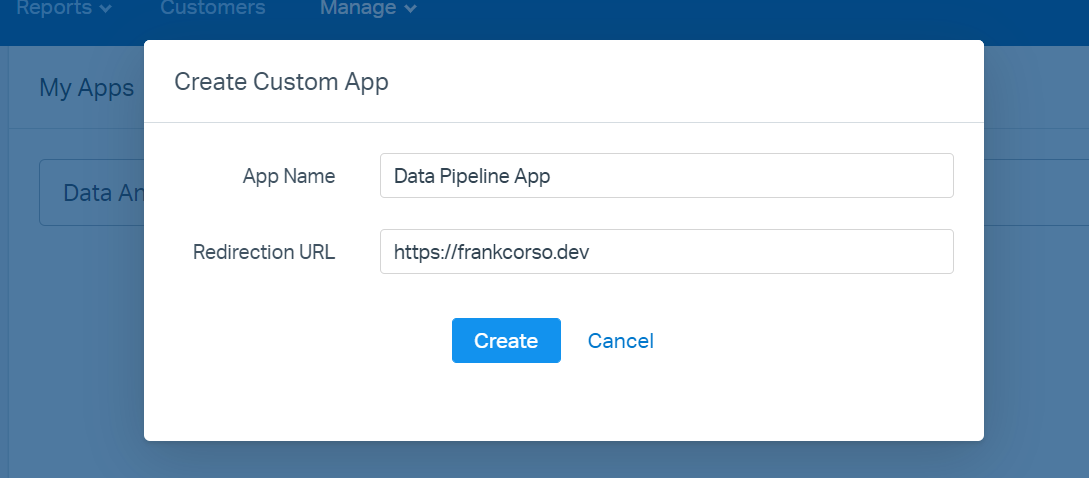 Reports Customers Manage
My Apps
Create Custom App
Data An
App Name Data Pipeline App
Redirection URL https://frankcorso.dev
Create Cancel